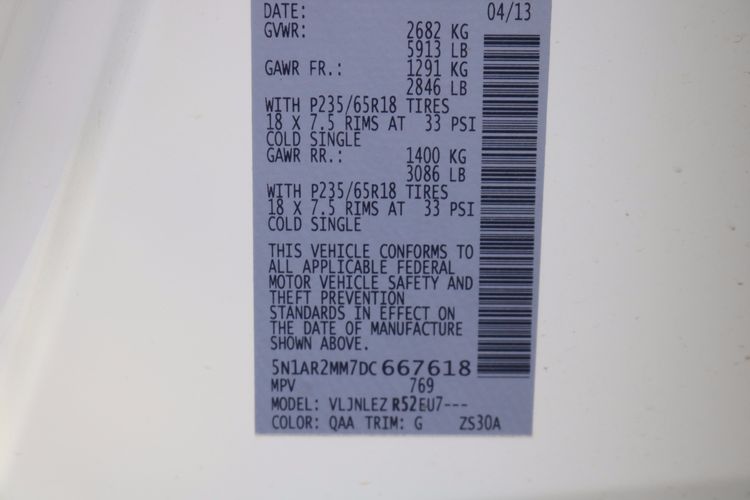 DATE: 04/13
GVWR: 2682 KG
5913 LB
GAWR FR.: 1291 KG
2846 LB
WITH P235/65R18 TIRES
18 X 7.5 RIMS AT 33 PSI
COLD SINGLE
GAWR RR.: 1400 KG
3086 LB
WITH P235/65R18 TIRES
18 X 7.5 RIMS AT 33 PSI
COLD SINGLE
THIS VEHICLE CONFORMS TO
ALL APPLICABLE FEDERAL
MOTOR VEHICLE SAFETY AND
THEFT PREVENTION
STANDARDS IN EFFECT ON
THE DATE OF MANUFACTURE
SHOWN ABOVE.
5N1AR2MM7DC667618
MPV 769
MODEL: VLJNLEZ R52EU7---
COLOR: QAA TRIM: G ZS30A